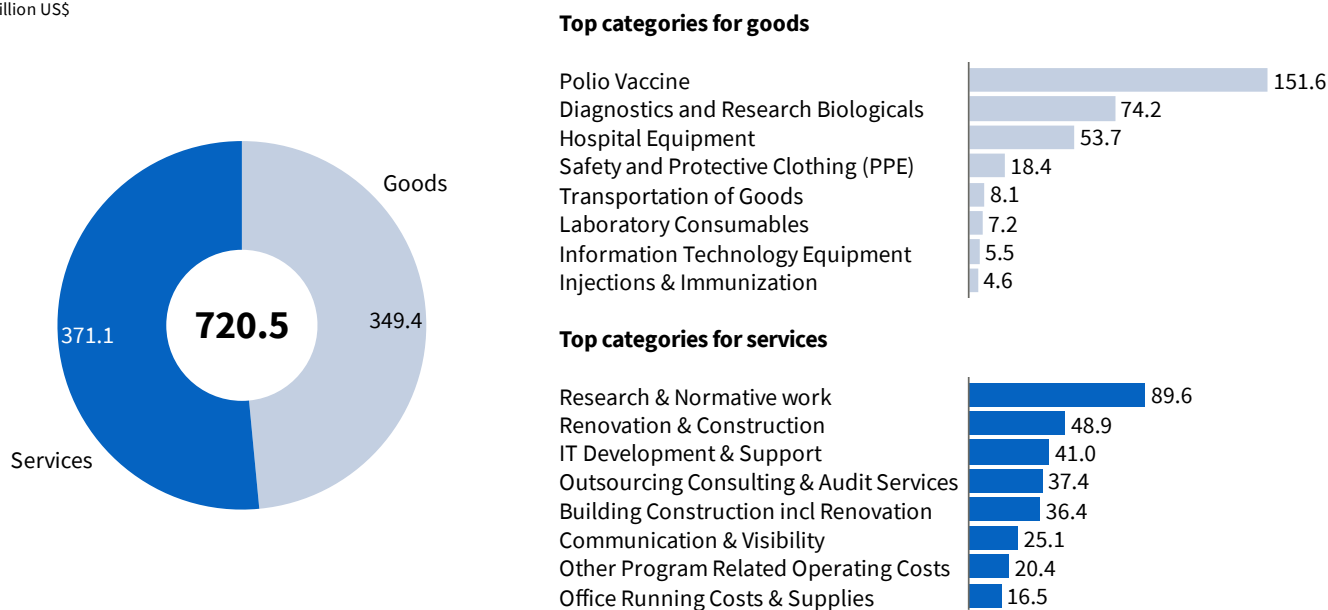 illion US$
Goods
349.4
720.5
371.1
Services
Top categories for goods
Polio Vaccine 151.6
Diagnostics and Research Biologicals 74.2
Hospital Equipment 53.7
Safety and Protective Clothing (PPE) 18.4
Transportation of Goods 8.1
Laboratory Consumables 7.2
Information Technology Equipment 5.5
Injections & Immunization 4.6
Top categories for services
Research & Normative work 89.6
Renovation & Construction 48.9
IT Development & Support 41.0
Outsourcing Consulting & Audit Services 37.4
Building Construction incl Renovation 36.4
Communication & Visibility 25.1
Other Program Related Operating Costs 20.4
Office Running Costs & Supplies 16.5